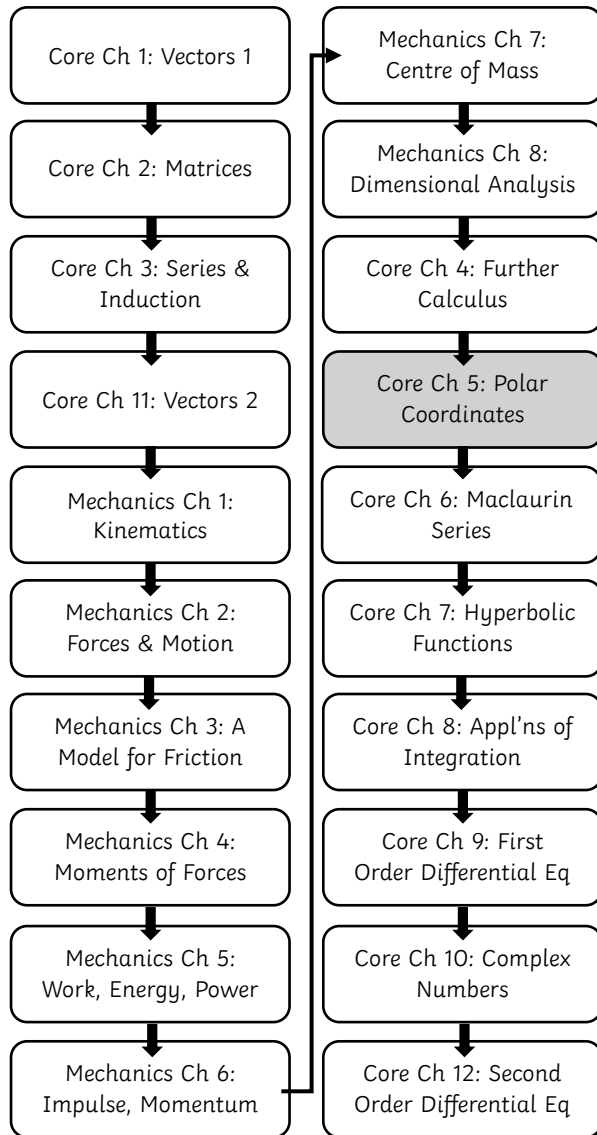 Core Ch 1: Vectors 1
Core Ch 2: Matrices
Core Ch 3: Series &
Induction
Core Ch 11: Vectors 2
Mechanics Ch 1:
Kinematics
Mechanics Ch 2:
Forces & Motion
Mechanics Ch 3: A
Model for Friction
Mechanics Ch 4:
Moments of Forces
Mechanics Ch 5:
Work, Energy, Power
Mechanics Ch 6:
Impulse, Momentum
Mechanics Ch 7:
Centre of Mass
Mechanics Ch 8:
Dimensional Analysis
Core Ch 4: Further
Calculus
Core Ch 5: Polar
Coordinates
Core Ch 6: Maclaurin
Series
Core Ch 7: Hyperbolic
Functions
Core Ch 8: Appl'ns of
Integration
Core Ch 9: First
Order Differential Eq
Core Ch 10: Complex
Numbers
Core Ch 12: Second
Order Differential Eq